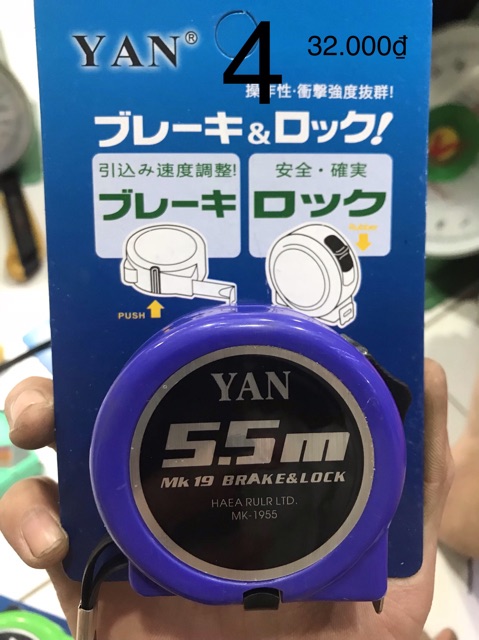 YAN®
4
32.000₫
操作性・衝撃強度抜群!
ブレーキ&ロック!
引込み速度調整!
ブレーキ
安全・確実
ロック
PUSH
YAN
5.5m
Mk 19 BRAKE&LOCK
HAEA RULR LTD.
MK-1955